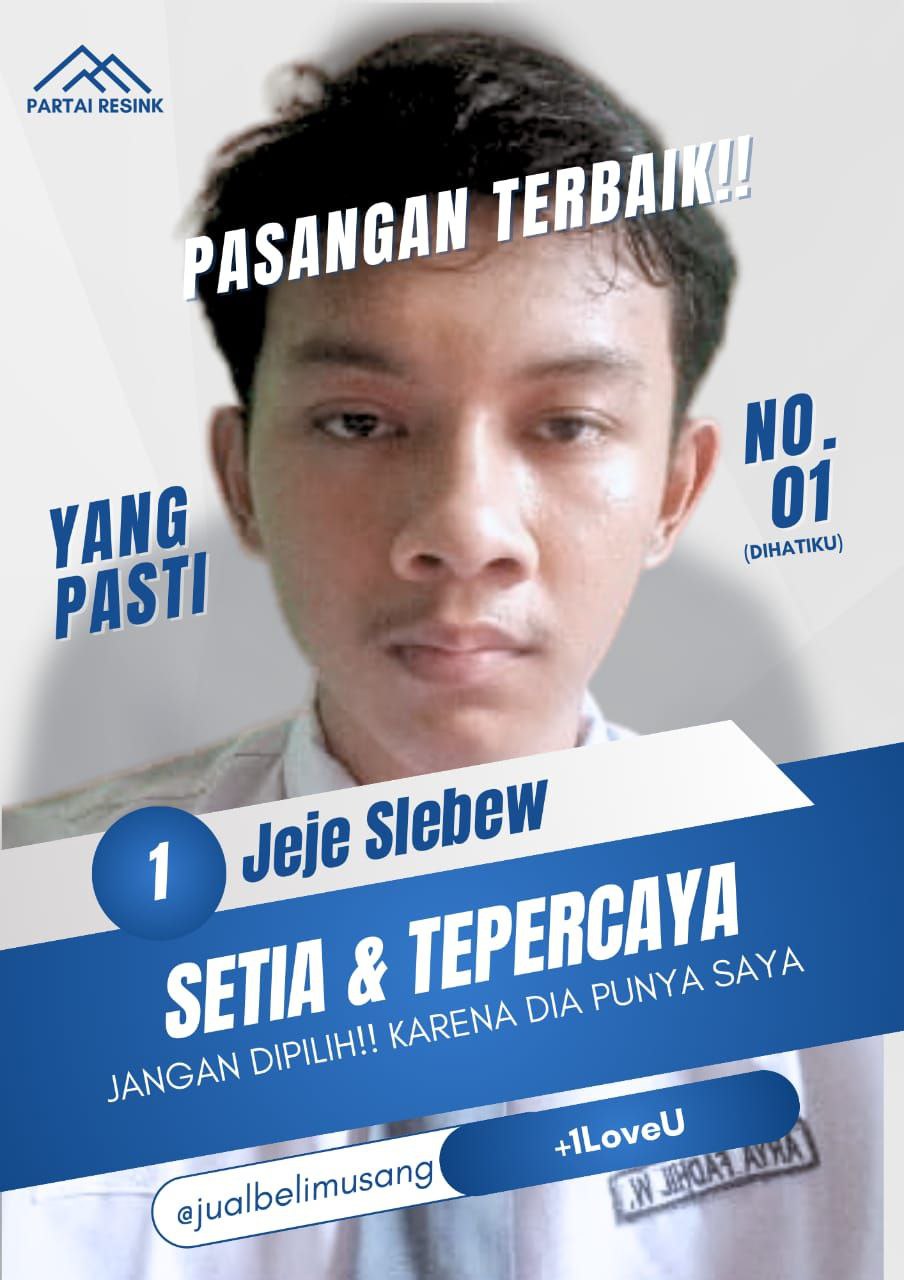 PARTAI RESINK
PASANGAN TERBAIK!!
YANG
PASTI
NO.
01
(DIHATIKU)
1
Jeje Slebew
SETIA & TEPERCAYA
JANGAN DIPILIH!! KARENA DIA PUNYA SAYA
+1LoveU
@jualbelimusang
ARYA FADHIL W.